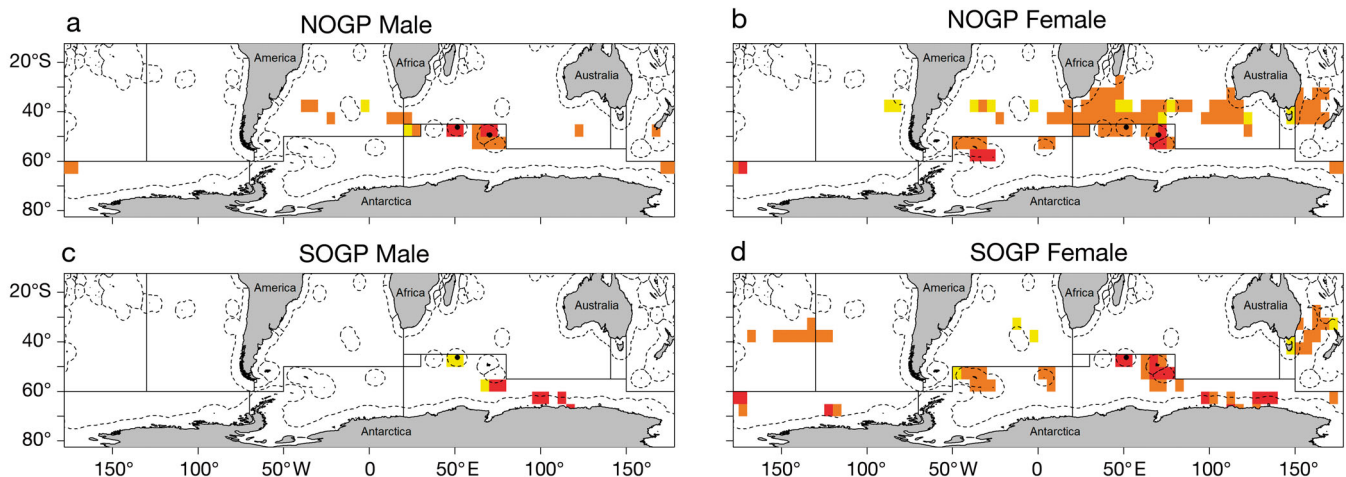 a NOGP Male
b NOGP Female
20°S
40°
60°
80°
America
Africa
Australia
Antarctica
America
Africa
Australia
Antarctica
c SOGP Male
d SOGP Female
20°S
40°
60°
80°
America
Africa
Australia
Antarctica
America
Africa
Australia
Antarctica
150° 100° 50°W 0 50°E 100° 150°
150° 100° 50°W 0 50°E 100° 150°